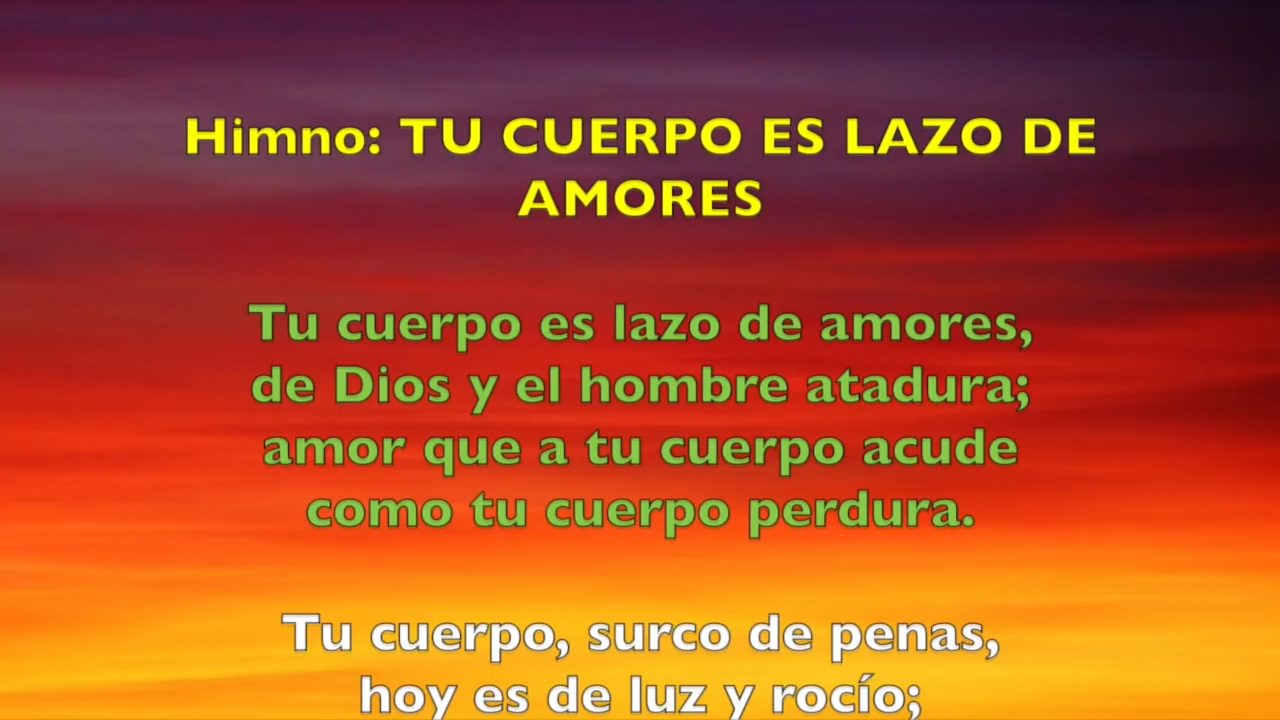 Himno: TU CUERPO ES LAZO DE
AMORES
Tu cuerpo es lazo de amores,
de Dios y el hombre atadura;
amor que a tu cuerpo acude
como tu cuerpo perdura.
Tu cuerpo, surco de penas,
hoy es de luz y rocío;